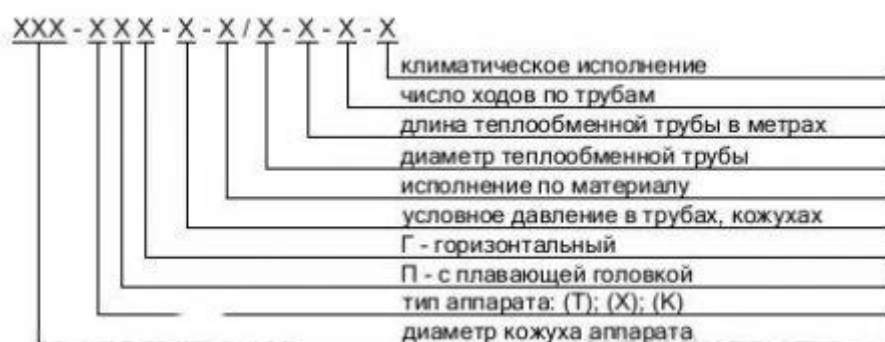 XXX - X X X - X - X / X - X - X - X
климатическое исполнение
число ходов по трубам
длина теплообменной трубы в метрах
диаметр теплообменной трубы
исполнение по материалу
условное давление в трубах, кожухах
Г - горизонтальный
П - с плавающей головкой
тип аппарата: (Т); (Х); (К)
диаметр кожуха аппарата